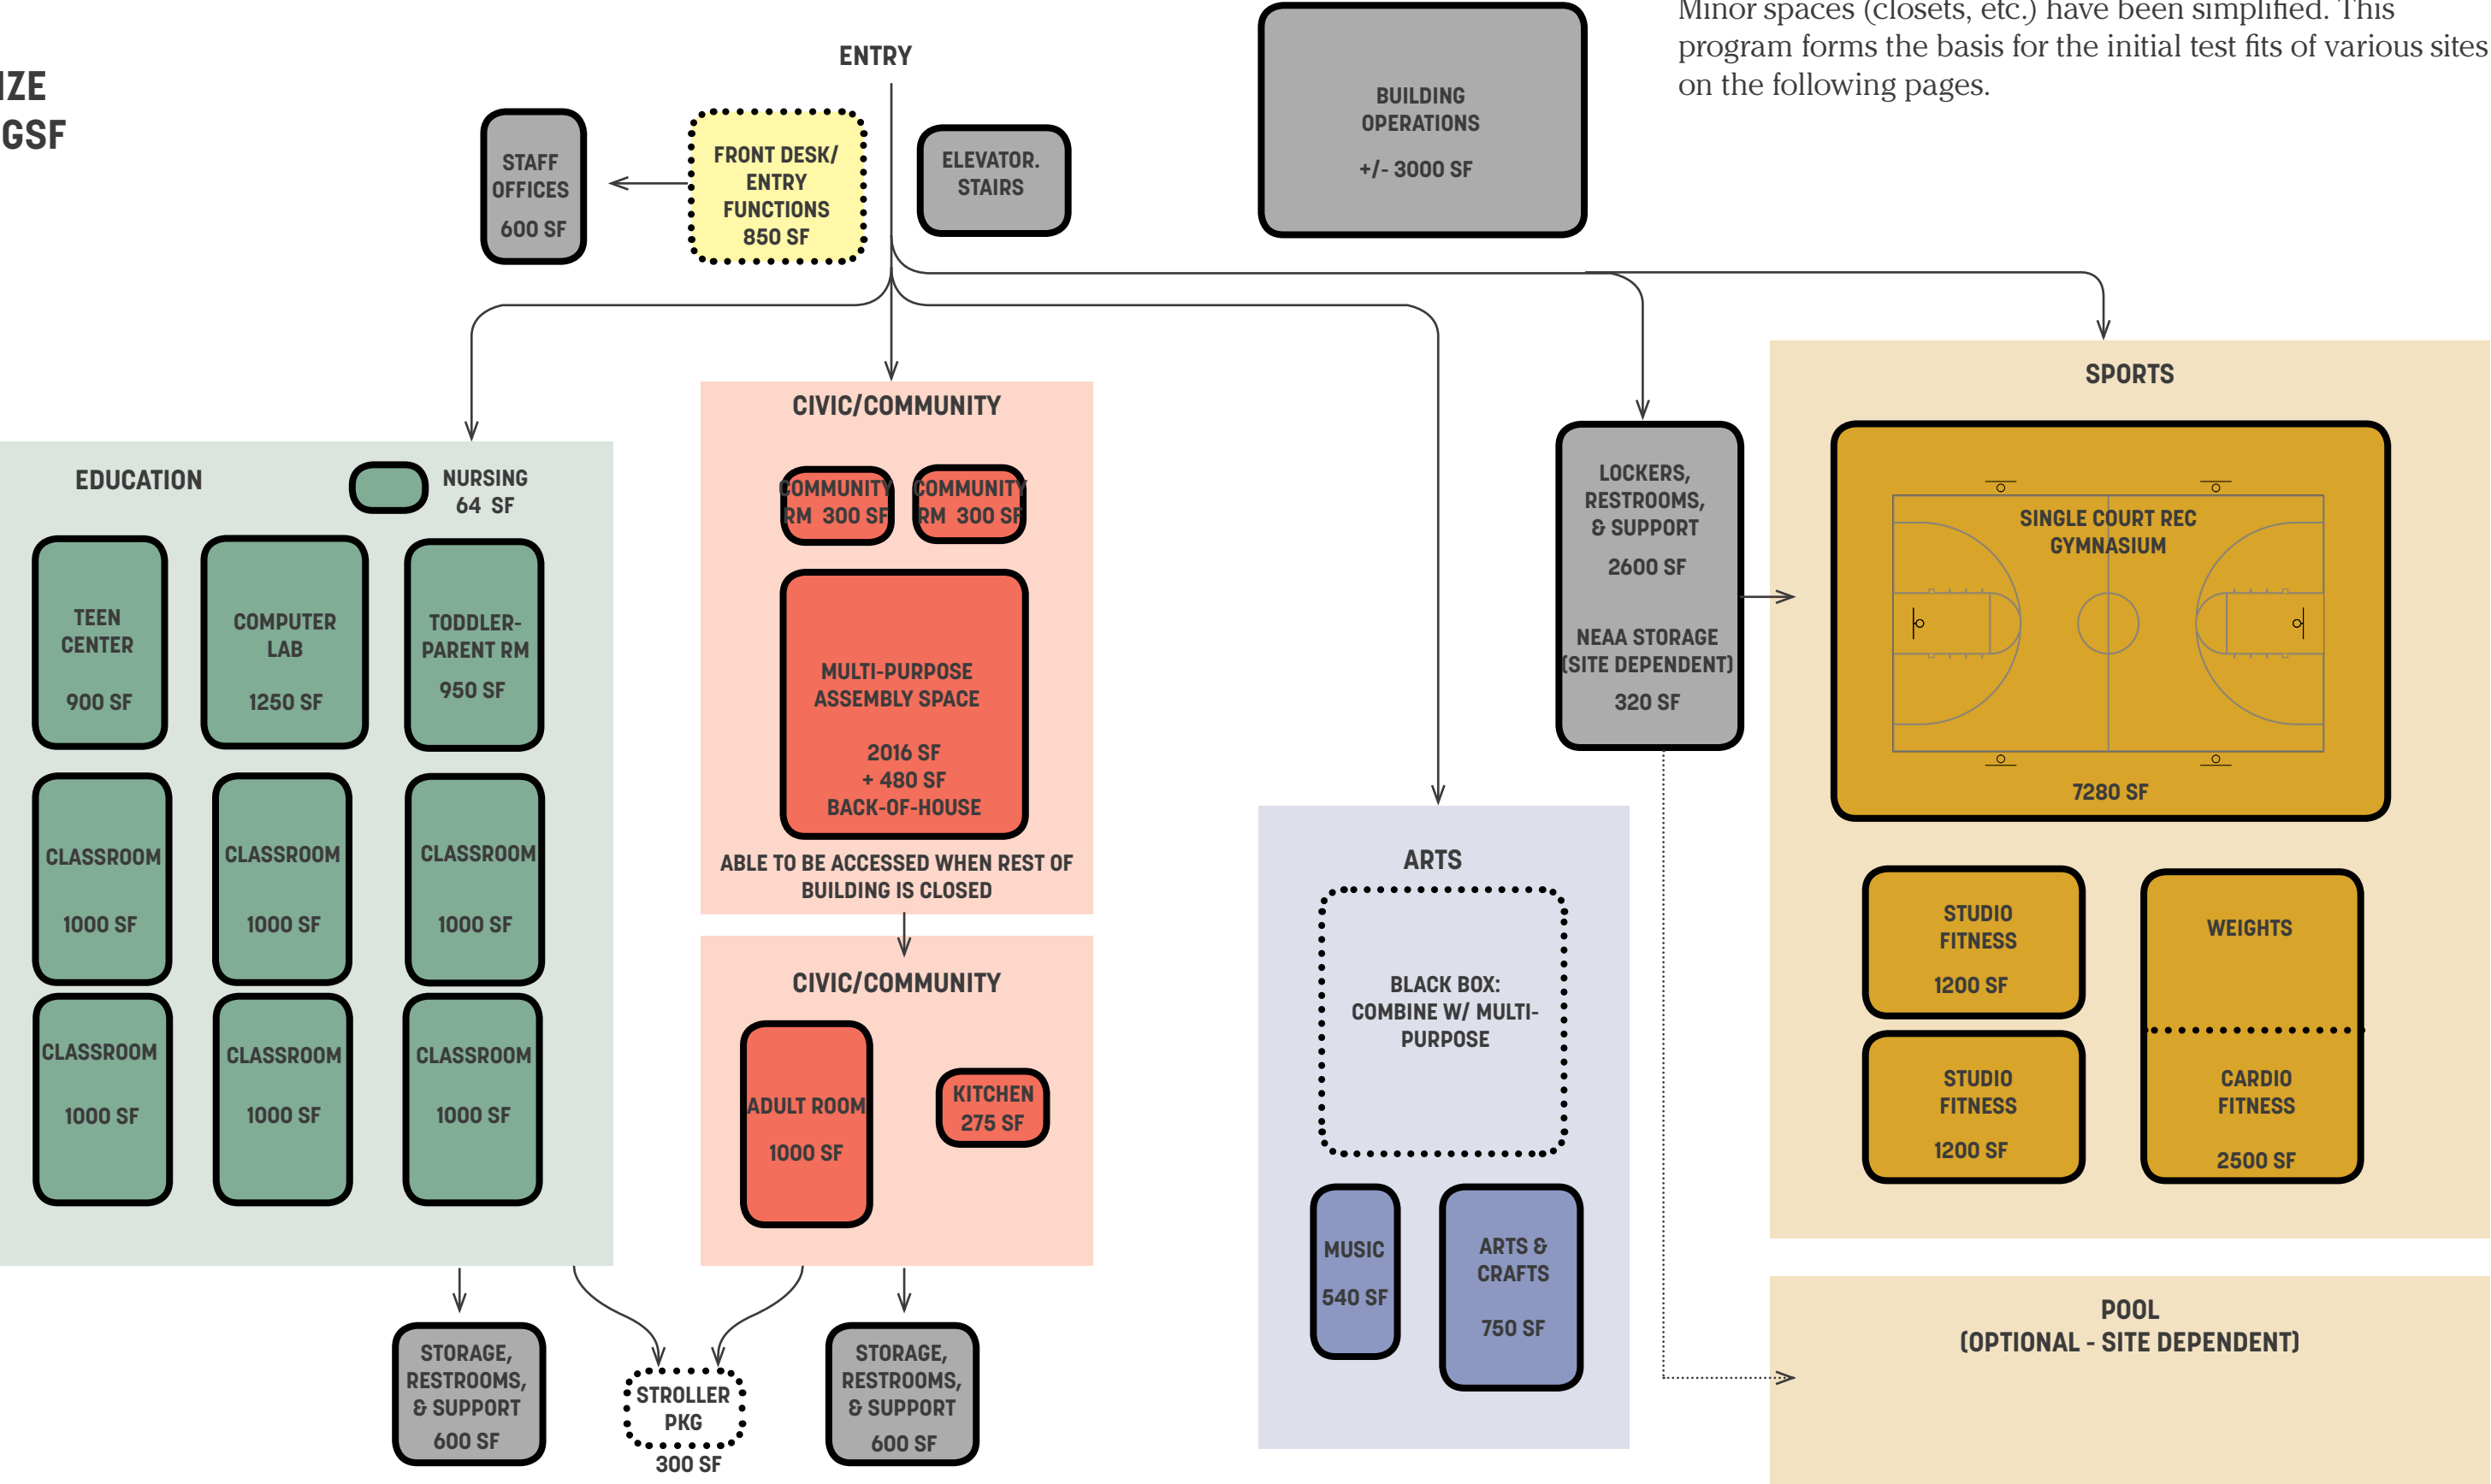 IZE
GSF
Minor spaces (closets, etc.) have been simplified. This
program forms the basis for the initial test fits of various sites
on the following pages.
ENTRY
STAFF
OFFICES
600 SF
FRONT DESK/
ENTRY
FUNCTIONS
850 SF
ELEVATOR.
STAIRS
BUILDING
OPERATIONS
+/- 3000 SF
EDUCATION
NURSING
64 SF
TEEN
CENTER
900 SF
COMPUTER
LAB
1250 SF
TODDLER-
PARENT RM
950 SF
CLASSROOM
1000 SF
CLASSROOM
1000 SF
CLASSROOM
1000 SF
CLASSROOM
1000 SF
CLASSROOM
1000 SF
CLASSROOM
1000 SF
STORAGE,
RESTROOMS,
& SUPPORT
600 SF
STROLLER
PKG
300 SF
CIVIC/COMMUNITY
COMMUNITY
RM 300 SF
COMMUNITY
RM 300 SF
MULTI-PURPOSE
ASSEMBLY SPACE
2016 SF
+ 480 SF
BACK-OF-HOUSE
ABLE TO BE ACCESSED WHEN REST OF
BUILDING IS CLOSED
CIVIC/COMMUNITY
ADULT ROOM
1000 SF
KITCHEN
275 SF
STORAGE,
RESTROOMS,
& SUPPORT
600 SF
ARTS
BLACK BOX:
COMBINE W/ MULTI-
PURPOSE
MUSIC
540 SF
ARTS &
CRAFTS
750 SF
LOCKERS,
RESTROOMS,
& SUPPORT
2600 SF
NEAA STORAGE
(SITE DEPENDENT)
320 SF
SPORTS
SINGLE COURT REC
GYMNASIUM
7280 SF
STUDIO
FITNESS
1200 SF
STUDIO
FITNESS
1200 SF
WEIGHTS
CARDIO
FITNESS
2500 SF
POOL
(OPTIONAL - SITE DEPENDENT)